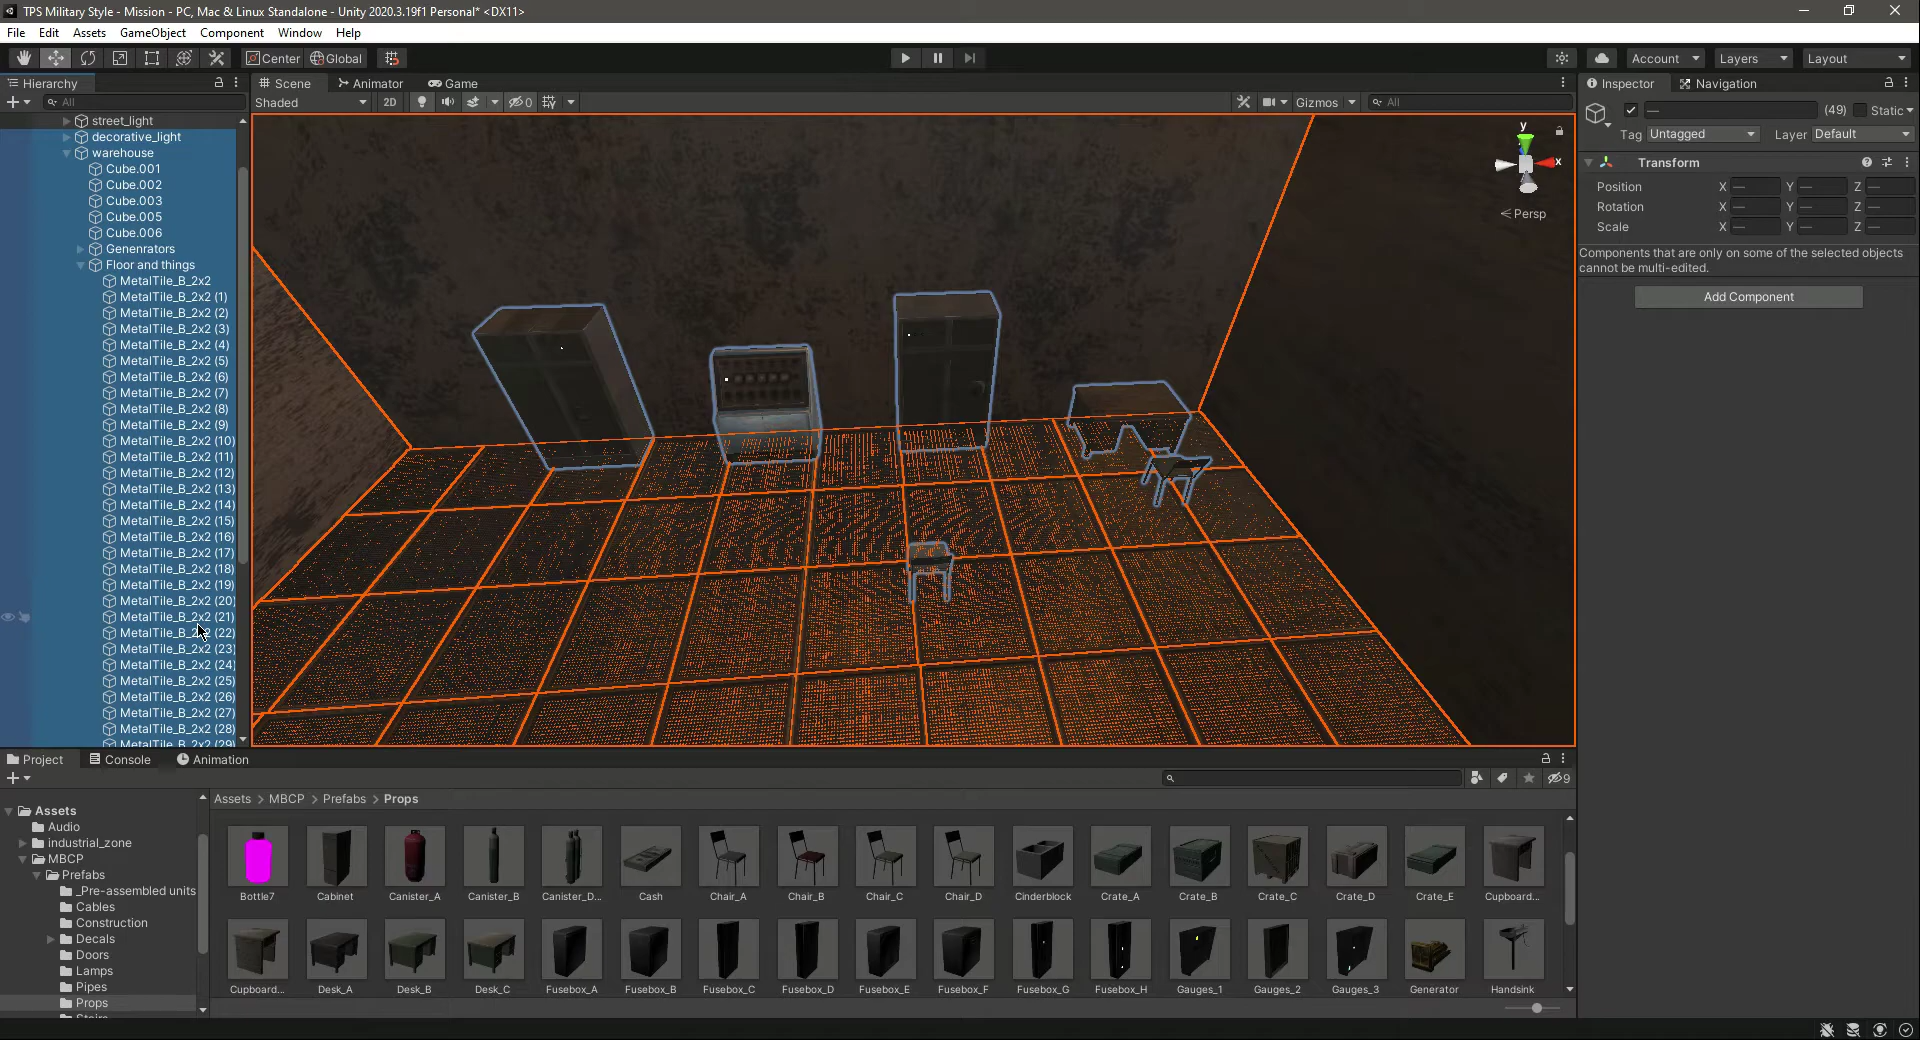 TPS Military Style - Mission - PC, Mac & Linux Standalone - Unity 2020.3.19f1 Personal* <DX11>
File Edit Assets GameObject Component Window Help
Center Global Account Layers Layout
Hierarchy
All
street_light
decorative_light
warehouse
Cube.001
Cube.002
Cube.003
Cube.005
Cube.006
Genenrators
Floor and things
MetalTile_B_2x2
MetalTile_B_2x2 (1)
MetalTile_B_2x2 (2)
MetalTile_B_2x2 (3)
MetalTile_B_2x2 (4)
MetalTile_B_2x2 (5)
MetalTile_B_2x2 (6)
MetalTile_B_2x2 (7)
MetalTile_B_2x2 (8)
MetalTile_B_2x2 (9)
MetalTile_B_2x2 (10)
MetalTile_B_2x2 (11)
MetalTile_B_2x2 (12)
MetalTile_B_2x2 (13)
MetalTile_B_2x2 (14)
MetalTile_B_2x2 (15)
MetalTile_B_2x2 (16)
MetalTile_B_2x2 (17)
MetalTile_B_2x2 (18)
MetalTile_B_2x2 (19)
MetalTile_B_2x2 (20)
MetalTile_B_2x2 (21)
MetalTile_B_2x2 (22)
MetalTile_B_2x2 (23)
MetalTile_B_2x2 (24)
MetalTile_B_2x2 (25)
MetalTile_B_2x2 (26)
MetalTile_B_2x2 (27)
MetalTile_B_2x2 (28)
MetalTile_B_2x2 (29)
Scene Animator Game
Shaded 2D 0 Gizmos All
y
x
Persp
Inspector Navigation
— (49) Static
Tag Untagged Layer Default
Transform
Position X — Y — Z —
Rotation X — Y — Z —
Scale X — Y — Z —
Components that are only on some of the selected objects
cannot be multi-edited.
Add Component
Project Console Animation
9
Assets
Audio
industrial_zone
MBCP
Prefabs
_Pre-assembled units
Cables
Construction
Decals
Doors
Lamps
Pipes
Props
Stairs
Assets > MBCP > Prefabs > Props
Bottle7 Cabinet Canister_A Canister_B Canister_D... Cash Chair_A Chair_B Chair_C Chair_D Cinderblock Crate_A Crate_B Crate_C Crate_D Crate_E Cupboard...
Cupboard... Desk_A Desk_B Desk_C Fusebox_A Fusebox_B Fusebox_C Fusebox_D Fusebox_E Fusebox_F Fusebox_G Fusebox_H Gauges_1 Gauges_2 Gauges_3 Generator Handsink